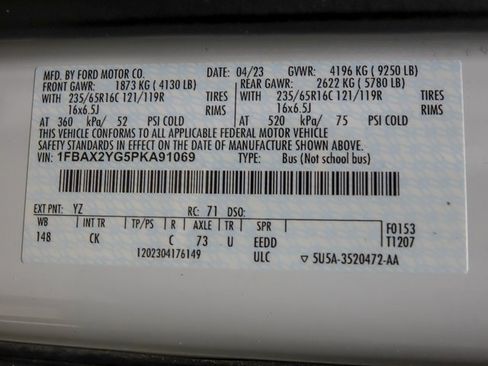 MFD. BY FORD MOTOR CO. DATE: 04/23 GVWR: 4196 KG ( 9250 LB)
FRONT GAWR: 1873 KG ( 4130 LB) REAR GAWR: 2622 KG ( 5780 LB)
WITH 235/65R16C 121/119R TIRES WITH 235/65R16C 121/119R TIRES
16x6.5J RIMS 16x6.5J RIMS
AT 360 kPa/ 52 PSI COLD AT 520 kPa/ 75 PSI COLD
THIS VEHICLE CONFORMS TO ALL APPLICABLE FEDERAL MOTOR VEHICLE
SAFETY STANDARDS IN EFFECT ON THE DATE OF MANUFACTURE SHOWN ABOVE.
VIN: 1FBAX2YG5PKA91069 TYPE: Bus (Not school bus)
EXT PNT: YZ RC: 71 DSO:
WB INT TR TP/PS R AXLE TR SPR F0153
148 CK C 73 U EEDD T1207
1202304176149 ULC ▽ 5U5A-3520472-AA